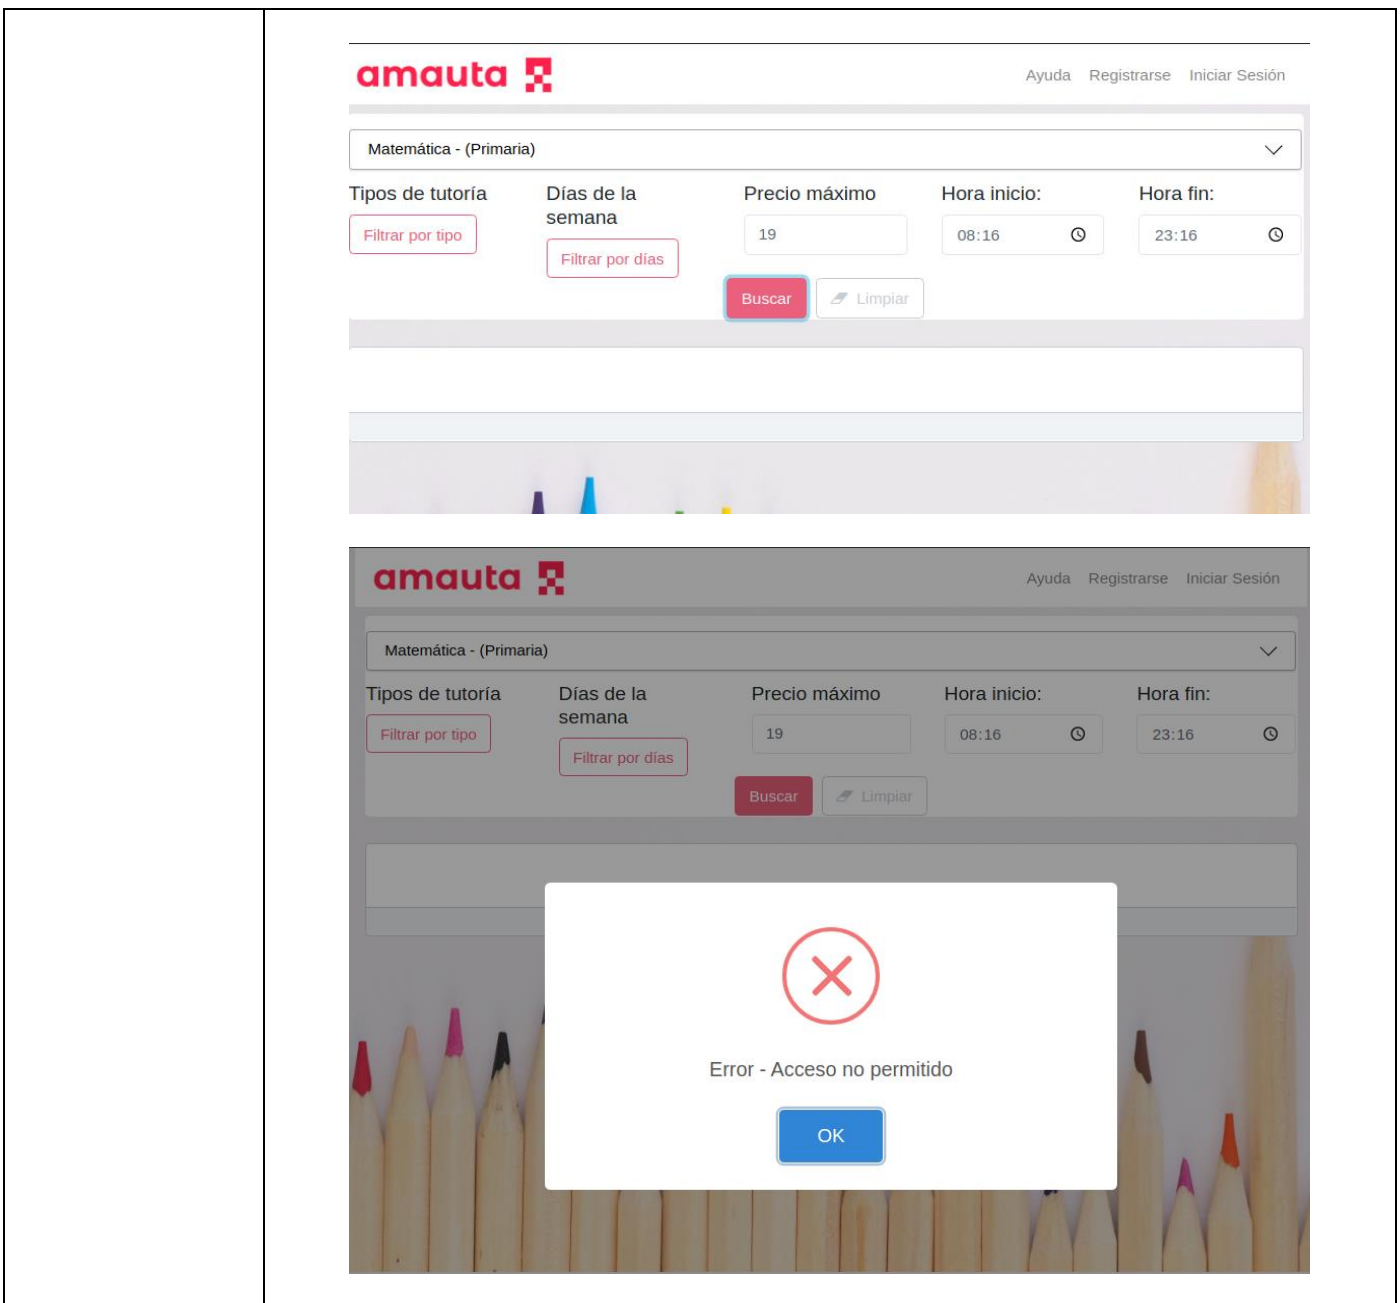 amauta
Ayuda Registrarse Iniciar Sesión
Matemática - (Primaria)
Tipos de tutoría
Días de la
semana
Precio máximo
Hora inicio:
Hora fin:
Filtrar por tipo
Filtrar por días
19
08:16
23:16
Buscar
Limpiar
amauta
Ayuda Registrarse Iniciar Sesión
Matemática - (Primaria)
Tipos de tutoría
Días de la
semana
Precio máximo
Hora inicio:
Hora fin:
Filtrar por tipo
Filtrar por días
19
08:16
23:16
Buscar
Limpiar
Error - Acceso no permitido
OK